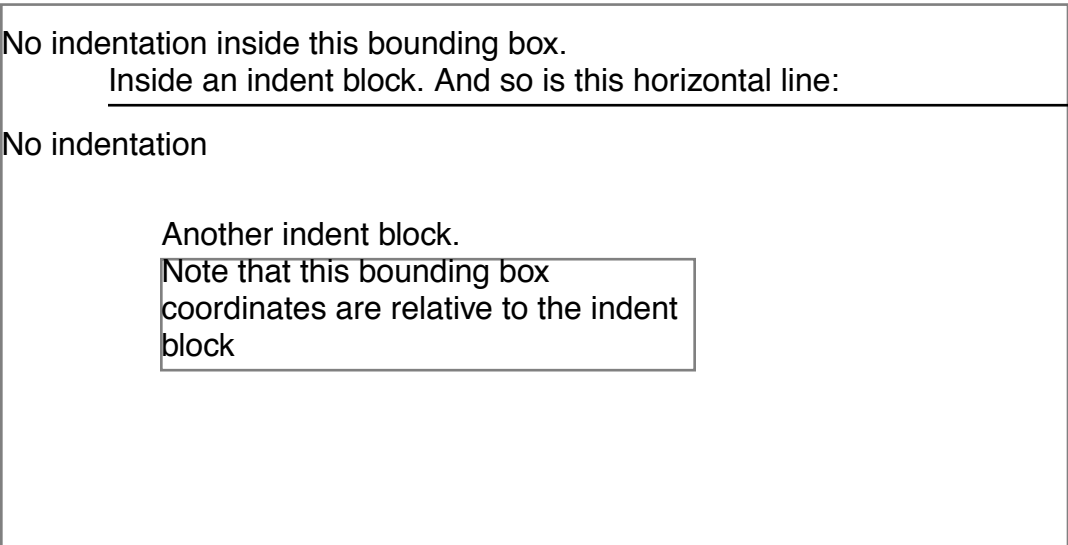 No indentation inside this bounding box.
Inside an indent block. And so is this horizontal line:
No indentation
Another indent block.
Note that this bounding box
coordinates are relative to the indent
block